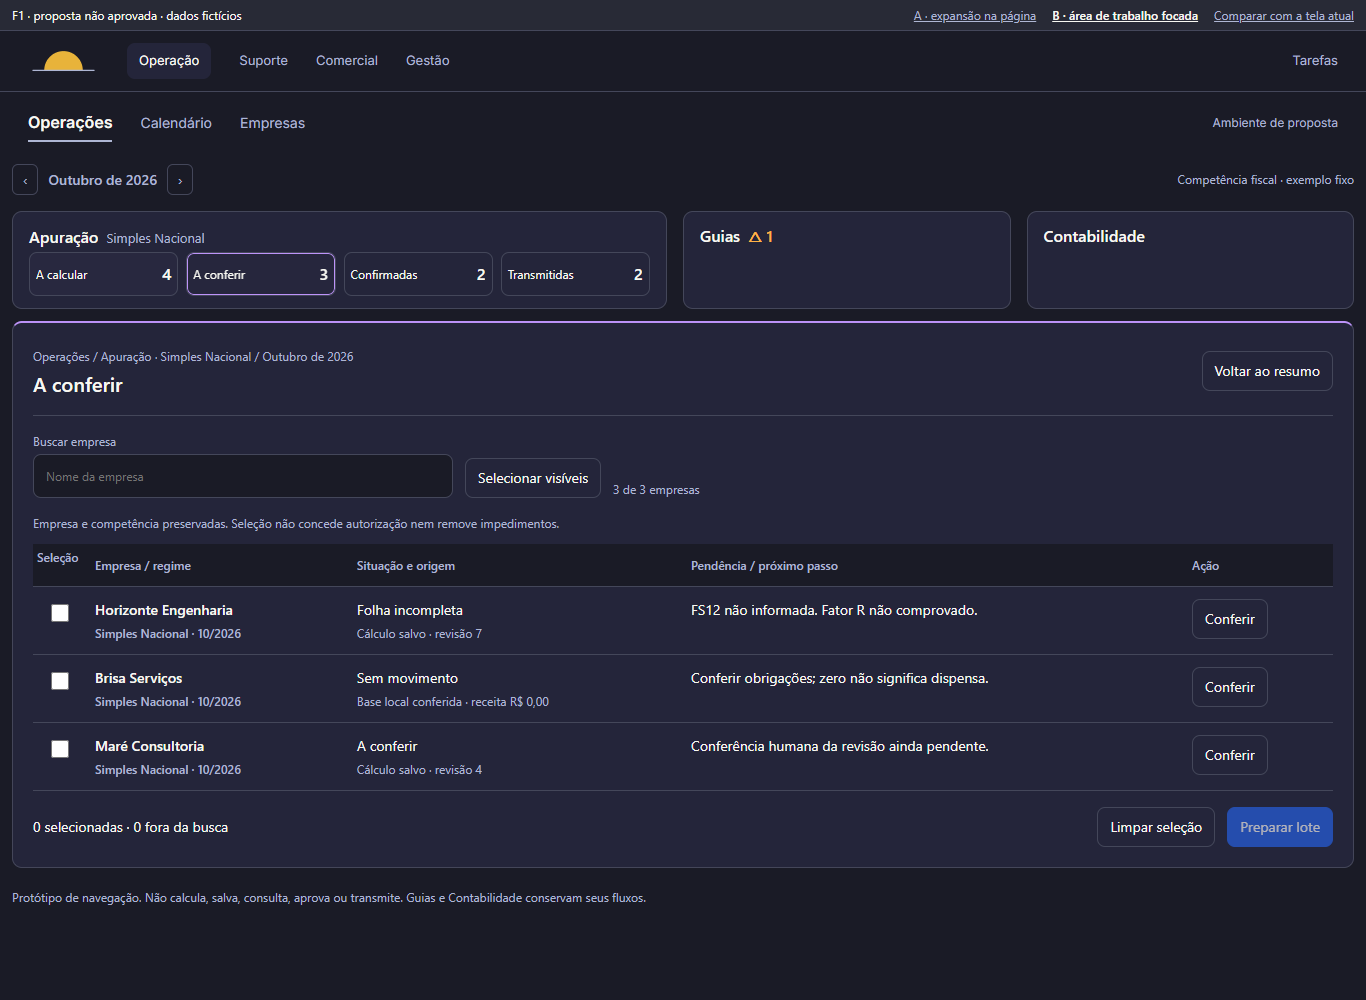 F1 · proposta não aprovada · dados fictícios
A · expansão na página
B · área de trabalho focada
Comparar com a tela atual
Operação
Suporte
Comercial
Gestão
Tarefas
Operações
Calendário
Empresas
Ambiente de proposta
‹
Outubro de 2026
›
Competência fiscal · exemplo fixo
Apuração Simples Nacional
A calcular 4
A conferir 3
Confirmadas 2
Transmitidas 2
Guias △ 1
Contabilidade
Operações / Apuração · Simples Nacional / Outubro de 2026
A conferir
Voltar ao resumo
Buscar empresa
Nome da empresa
Selecionar visíveis
3 de 3 empresas
Empresa e competência preservadas. Seleção não concede autorização nem remove impedimentos.
Seleção
Empresa / regime
Situação e origem
Pendência / próximo passo
Ação
Horizonte Engenharia
Simples Nacional · 10/2026
Folha incompleta
Cálculo salvo · revisão 7
FS12 não informada. Fator R não comprovado.
Conferir
Brisa Serviços
Simples Nacional · 10/2026
Sem movimento
Base local conferida · receita R$ 0,00
Conferir obrigações; zero não significa dispensa.
Conferir
Maré Consultoria
Simples Nacional · 10/2026
A conferir
Cálculo salvo · revisão 4
Conferência humana da revisão ainda pendente.
Conferir
0 selecionadas · 0 fora da busca
Limpar seleção
Preparar lote
Protótipo de navegação. Não calcula, salva, consulta, aprova ou transmite. Guias e Contabilidade conservam seus fluxos.